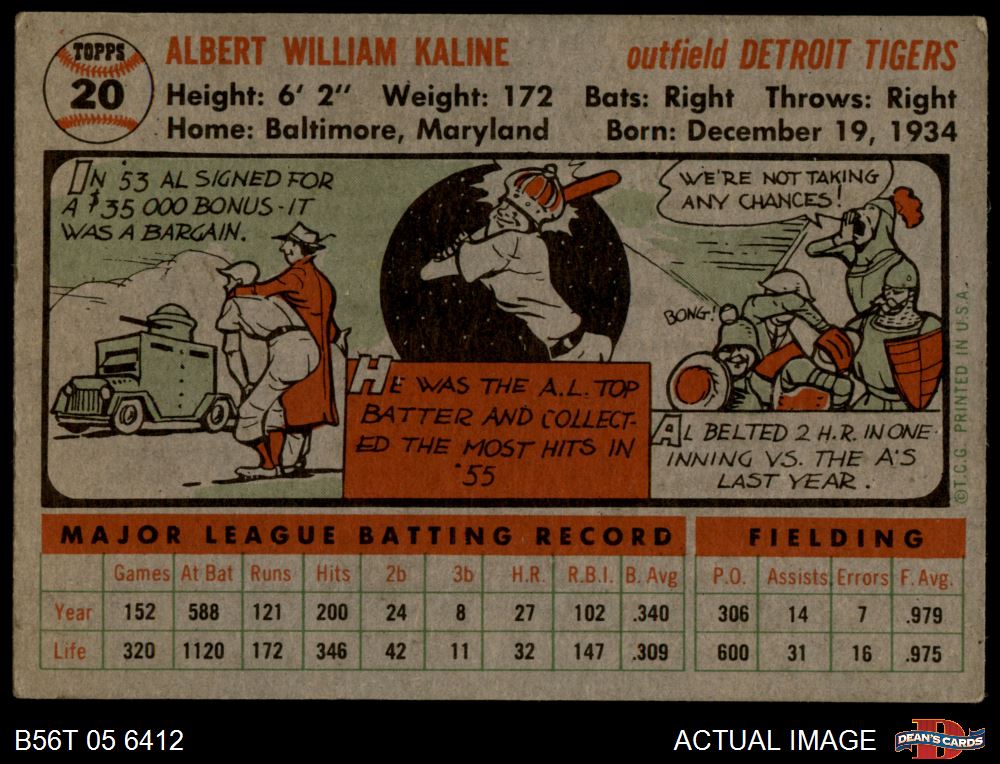 TOPPS
20
ALBERT WILLIAM KALINE outfield DETROIT TIGERS
Height: 6' 2" Weight: 172 Bats: Right Throws: Right
Home: Baltimore, Maryland Born: December 19, 1934
IN '53 AL SIGNED FOR
A $35 000 BONUS - IT
WAS A BARGAIN.
HE WAS THE A.L. TOP
BATTER AND COLLECT-
ED THE MOST HITS IN
'55
WE'RE NOT TAKING
ANY CHANCES!
BONG!
AL BELTED 2 H.R. IN ONE
INNING VS. THE A'S
LAST YEAR.
©T.C.G. PRINTED IN U.S.A.
MAJOR LEAGUE BATTING RECORD FIELDING
Games At Bat Runs Hits 2b 3b H.R. R.B.I. B. Avg P.O. Assists Errors F. Avg.
Year 152 588 121 200 24 8 27 102 .340 306 14 7 .979
Life 320 1120 172 346 42 11 32 147 .309 600 31 16 .975
B56T 05 6412 ACTUAL IMAGE D DEAN'S CARDS